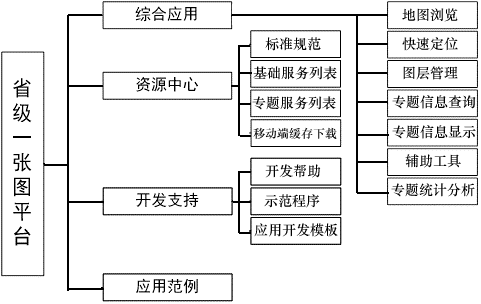 省级一张图平台
综合应用
地图浏览
快速定位
图层管理
专题信息查询
专题信息显示
辅助工具
专题统计分析
资源中心
标准规范
基础服务列表
专题服务列表
移动端缓存下载
开发支持
开发帮助
示范程序
应用开发模板
应用范例